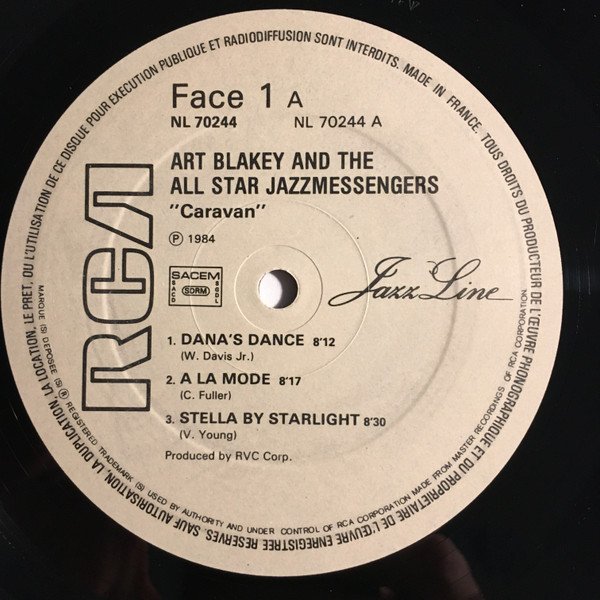 Face 1 A
NL 70244 NL 70244 A
ART BLAKEY AND THE
ALL STAR JAZZMESSENGERS
"Caravan"
℗ 1984
RCA
SACEM
SACD SDRM SGDL
Jazz Line
1. DANA'S DANCE 8'12
(W. Davis Jr.)
2. A LA MODE 8'17
(C. Fuller)
3. STELLA BY STARLIGHT 8'30
(V. Young)
Produced by RVC Corp.
MADE IN FRANCE. TOUS DROITS DU PRODUCTEUR DE L'ŒUVRE PHONOGRAPHIQUE ET DU PROPRIETAIRE DE L'ŒUVRE ENREGISTREE RESERVES. SAUF AUTORISATION, LA DUPLICATION, LA LOCATION, LE PRET, OU L'UTILISATION DE CE DISQUE POUR EXECUTION PUBLIQUE ET RADIODIFFUSION SONT INTERDITS.
MARQUE (S) DEPOSEE (S) ® REGISTERED TRADEMARK (S) USED BY AUTHORITY AND UNDER CONTROL OF RCA CORPORATION MADE FROM MASTER RECORDINGS OF RCA CORPORATION